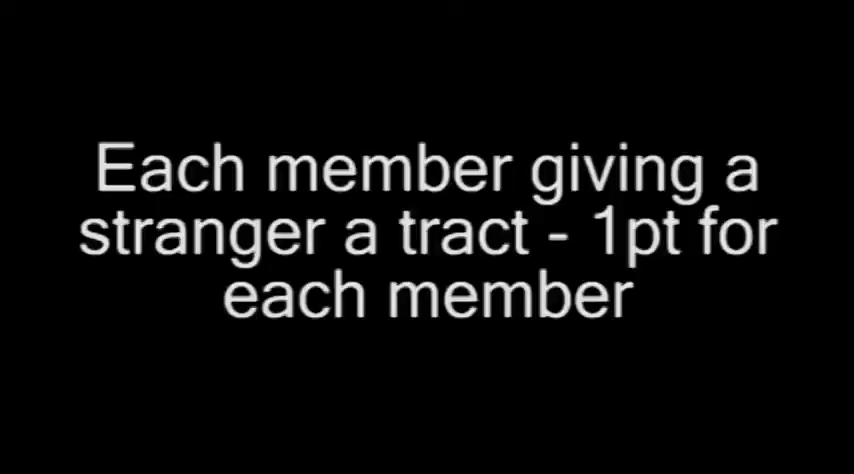 Each member giving a
stranger a tract - 1pt for
each member